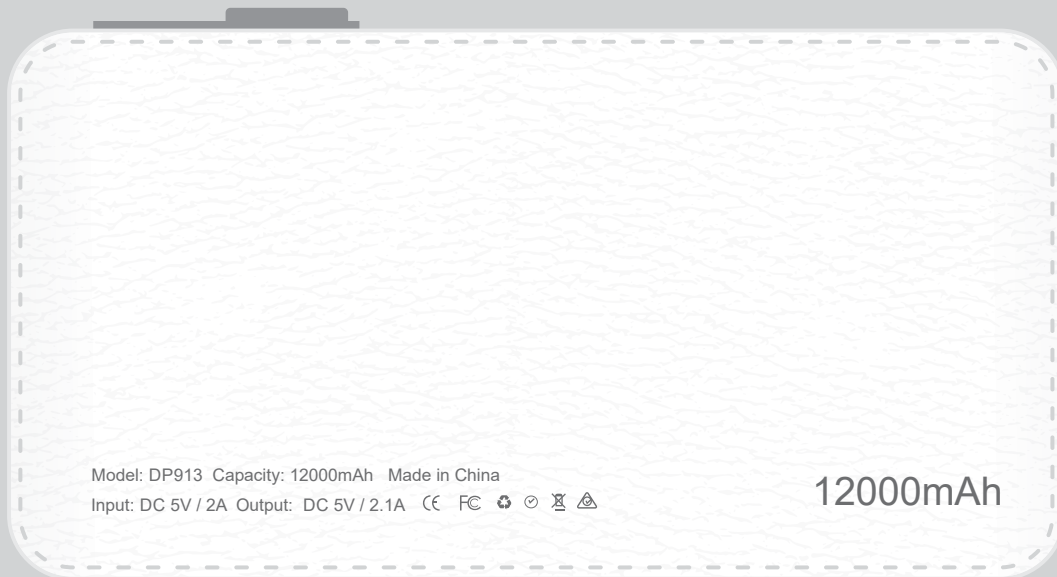 Model: DP913 Capacity: 12000mAh Made in China
Input: DC 5V / 2A Output: DC 5V / 2.1A CE FC
12000mAh